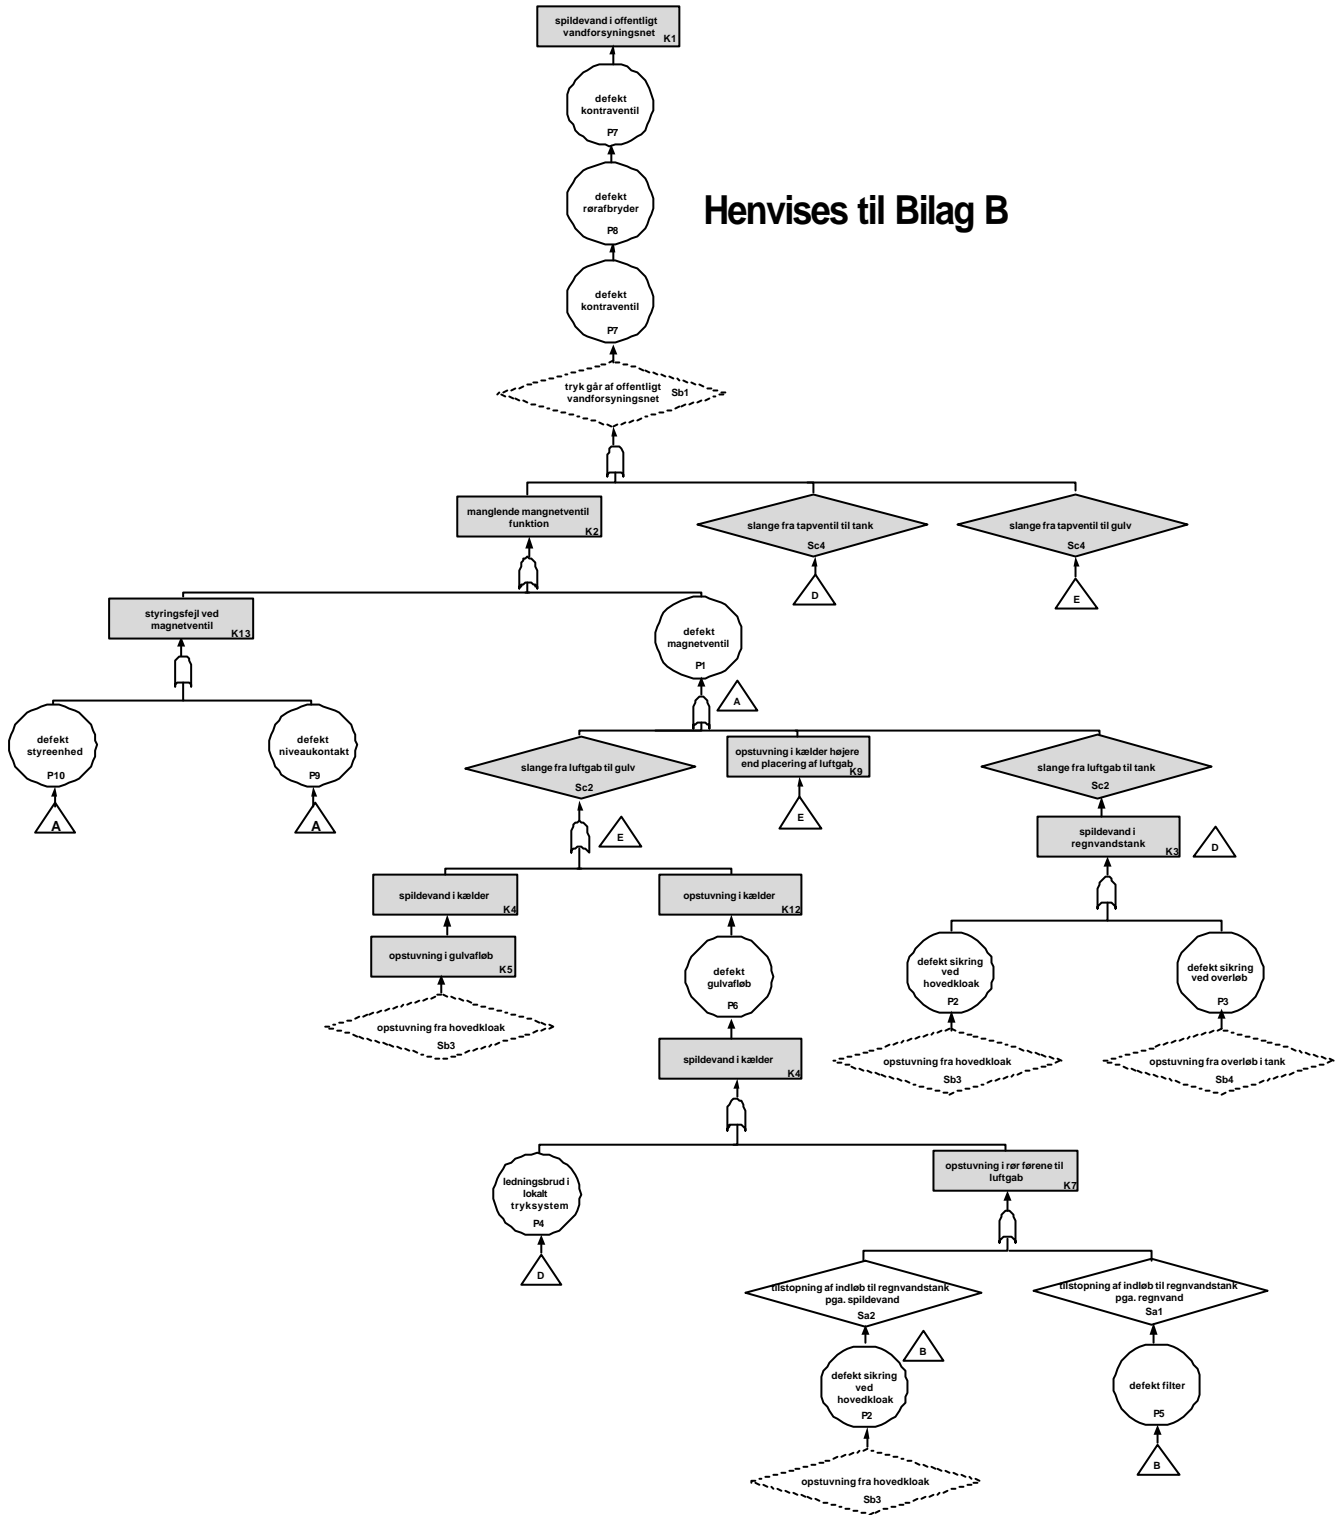 spildevand i offentligt
vandforsyningsnet
K1
defekt
kontraventil
P7
defekt
rørafbryder
P8
Henvises til Bilag B
defekt
kontraventil
P7
tryk går af offentligt
vandforsyningsnet
Sb1
manglende mangnetventil
funktion
K2
slange fra tapventil til tank
Sc4
slange fra tapventil til gulv
Sc4
D
E
styringsfejl ved
magnetventil
K13
defekt
magnetventil
P1
A
defekt
styreenhed
P10
defekt
niveaukontakt
P9
A
A
slange fra luftgab til gulv
Sc2
opstuvning i kælder højere
end placering af luftgab
K9
slange fra luftgab til tank
Sc2
E
E
spildevand i
regnvandstank
K3
D
spildevand i kælder
K4
opstuvning i kælder
K12
opstuvning i gulvafløb
K5
defekt
gulvafløb
P6
defekt sikring
ved
hovedkloak
P2
defekt sikring
ved overløb
P3
opstuvning fra hovedkloak
Sb3
spildevand i kælder
K4
opstuvning fra hovedkloak
Sb3
opstuvning fra overløb i tank
Sb4
ledningsbrud i
lokalt
tryksystem
P4
opstuvning i rør førene til
luftgab
K7
D
tilstopning af indløb til regnvandstank
pga. spildevand
Sa2
tilstopning af indløb til regnvandstank
pga. regnvand
Sa1
B
defekt sikring
ved
hovedkloak
P2
defekt filter
P5
B
opstuvning fra hovedkloak
Sb3